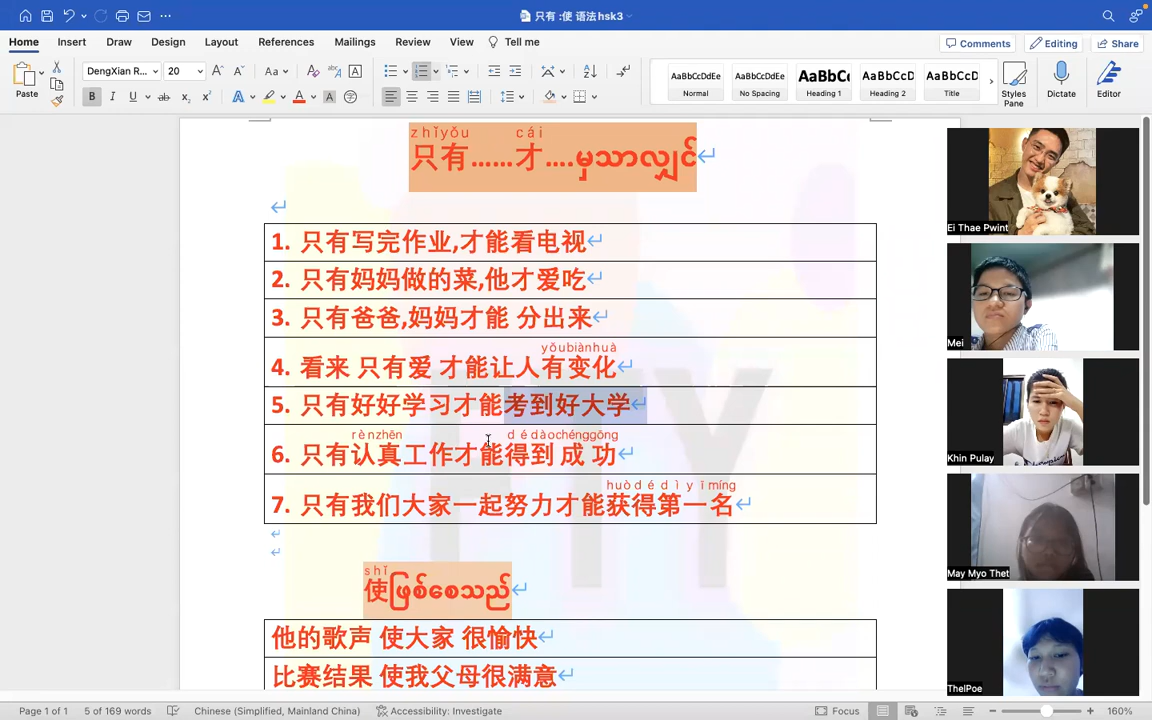 只有 :使 语法hsk3
Home Insert Draw Design Layout References Mailings Review View Tell me Comments Editing Share
DengXian R... 20 Aa
Paste B I U ab x₂ x² A A A
AaBbCcDdEe AaBbCcDdEe AaBbC AaBbCcD AaBbC
Normal No Spacing Heading 1 Heading 2 Title Styles Pane Dictate Editor
zhǐyǒu cái
只有……才….မှသာလျှင်
1. 只有写完作业,才能看电视
2. 只有妈妈做的菜,他才爱吃
3. 只有爸爸,妈妈才能 分出来
yǒubiànhuà
4. 看来 只有爱 才能让人有变化
5. 只有好好学习才能考到好大学
rènzhēn dédàochénggōng
6. 只有认真工作才能得到 成 功
huòdédìyīmíng
7. 只有我们大家一起努力才能获得第一名
shǐ
使ဖြစ်စေသည်
他的歌声 使大家 很愉快
比赛结果 使我父母很满意
Ei Thae Pwint
Mei
Khin Pulay
May Myo Thet
ThelPoe
Page 1 of 1 5 of 169 words Chinese (Simplified, Mainland China) Accessibility: Investigate Focus 160%